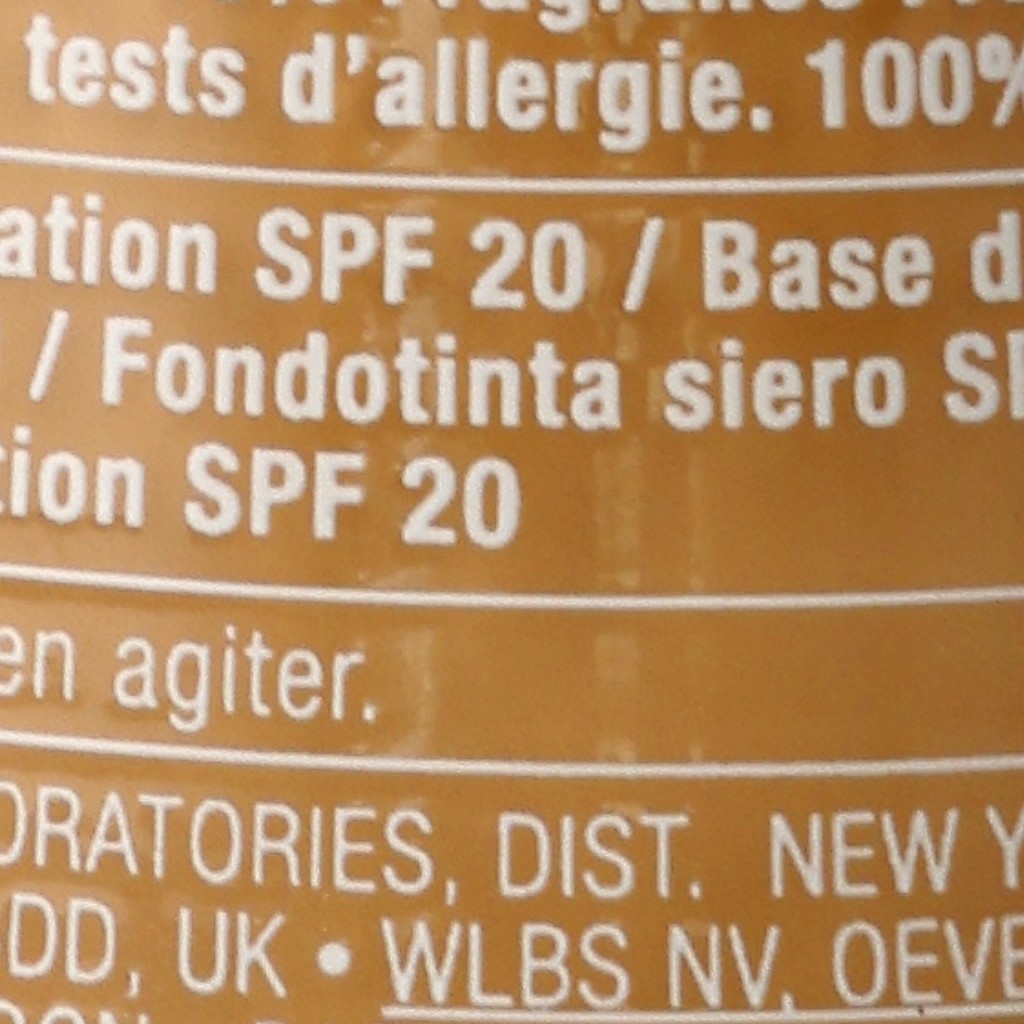 tests d'allergie. 100%
ation SPF 20 / Base d
/ Fondotinta siero SP
tion SPF 20
en agiter.
ORATORIES, DIST. NEW Y
DD, UK • WLBS NV, OEVE